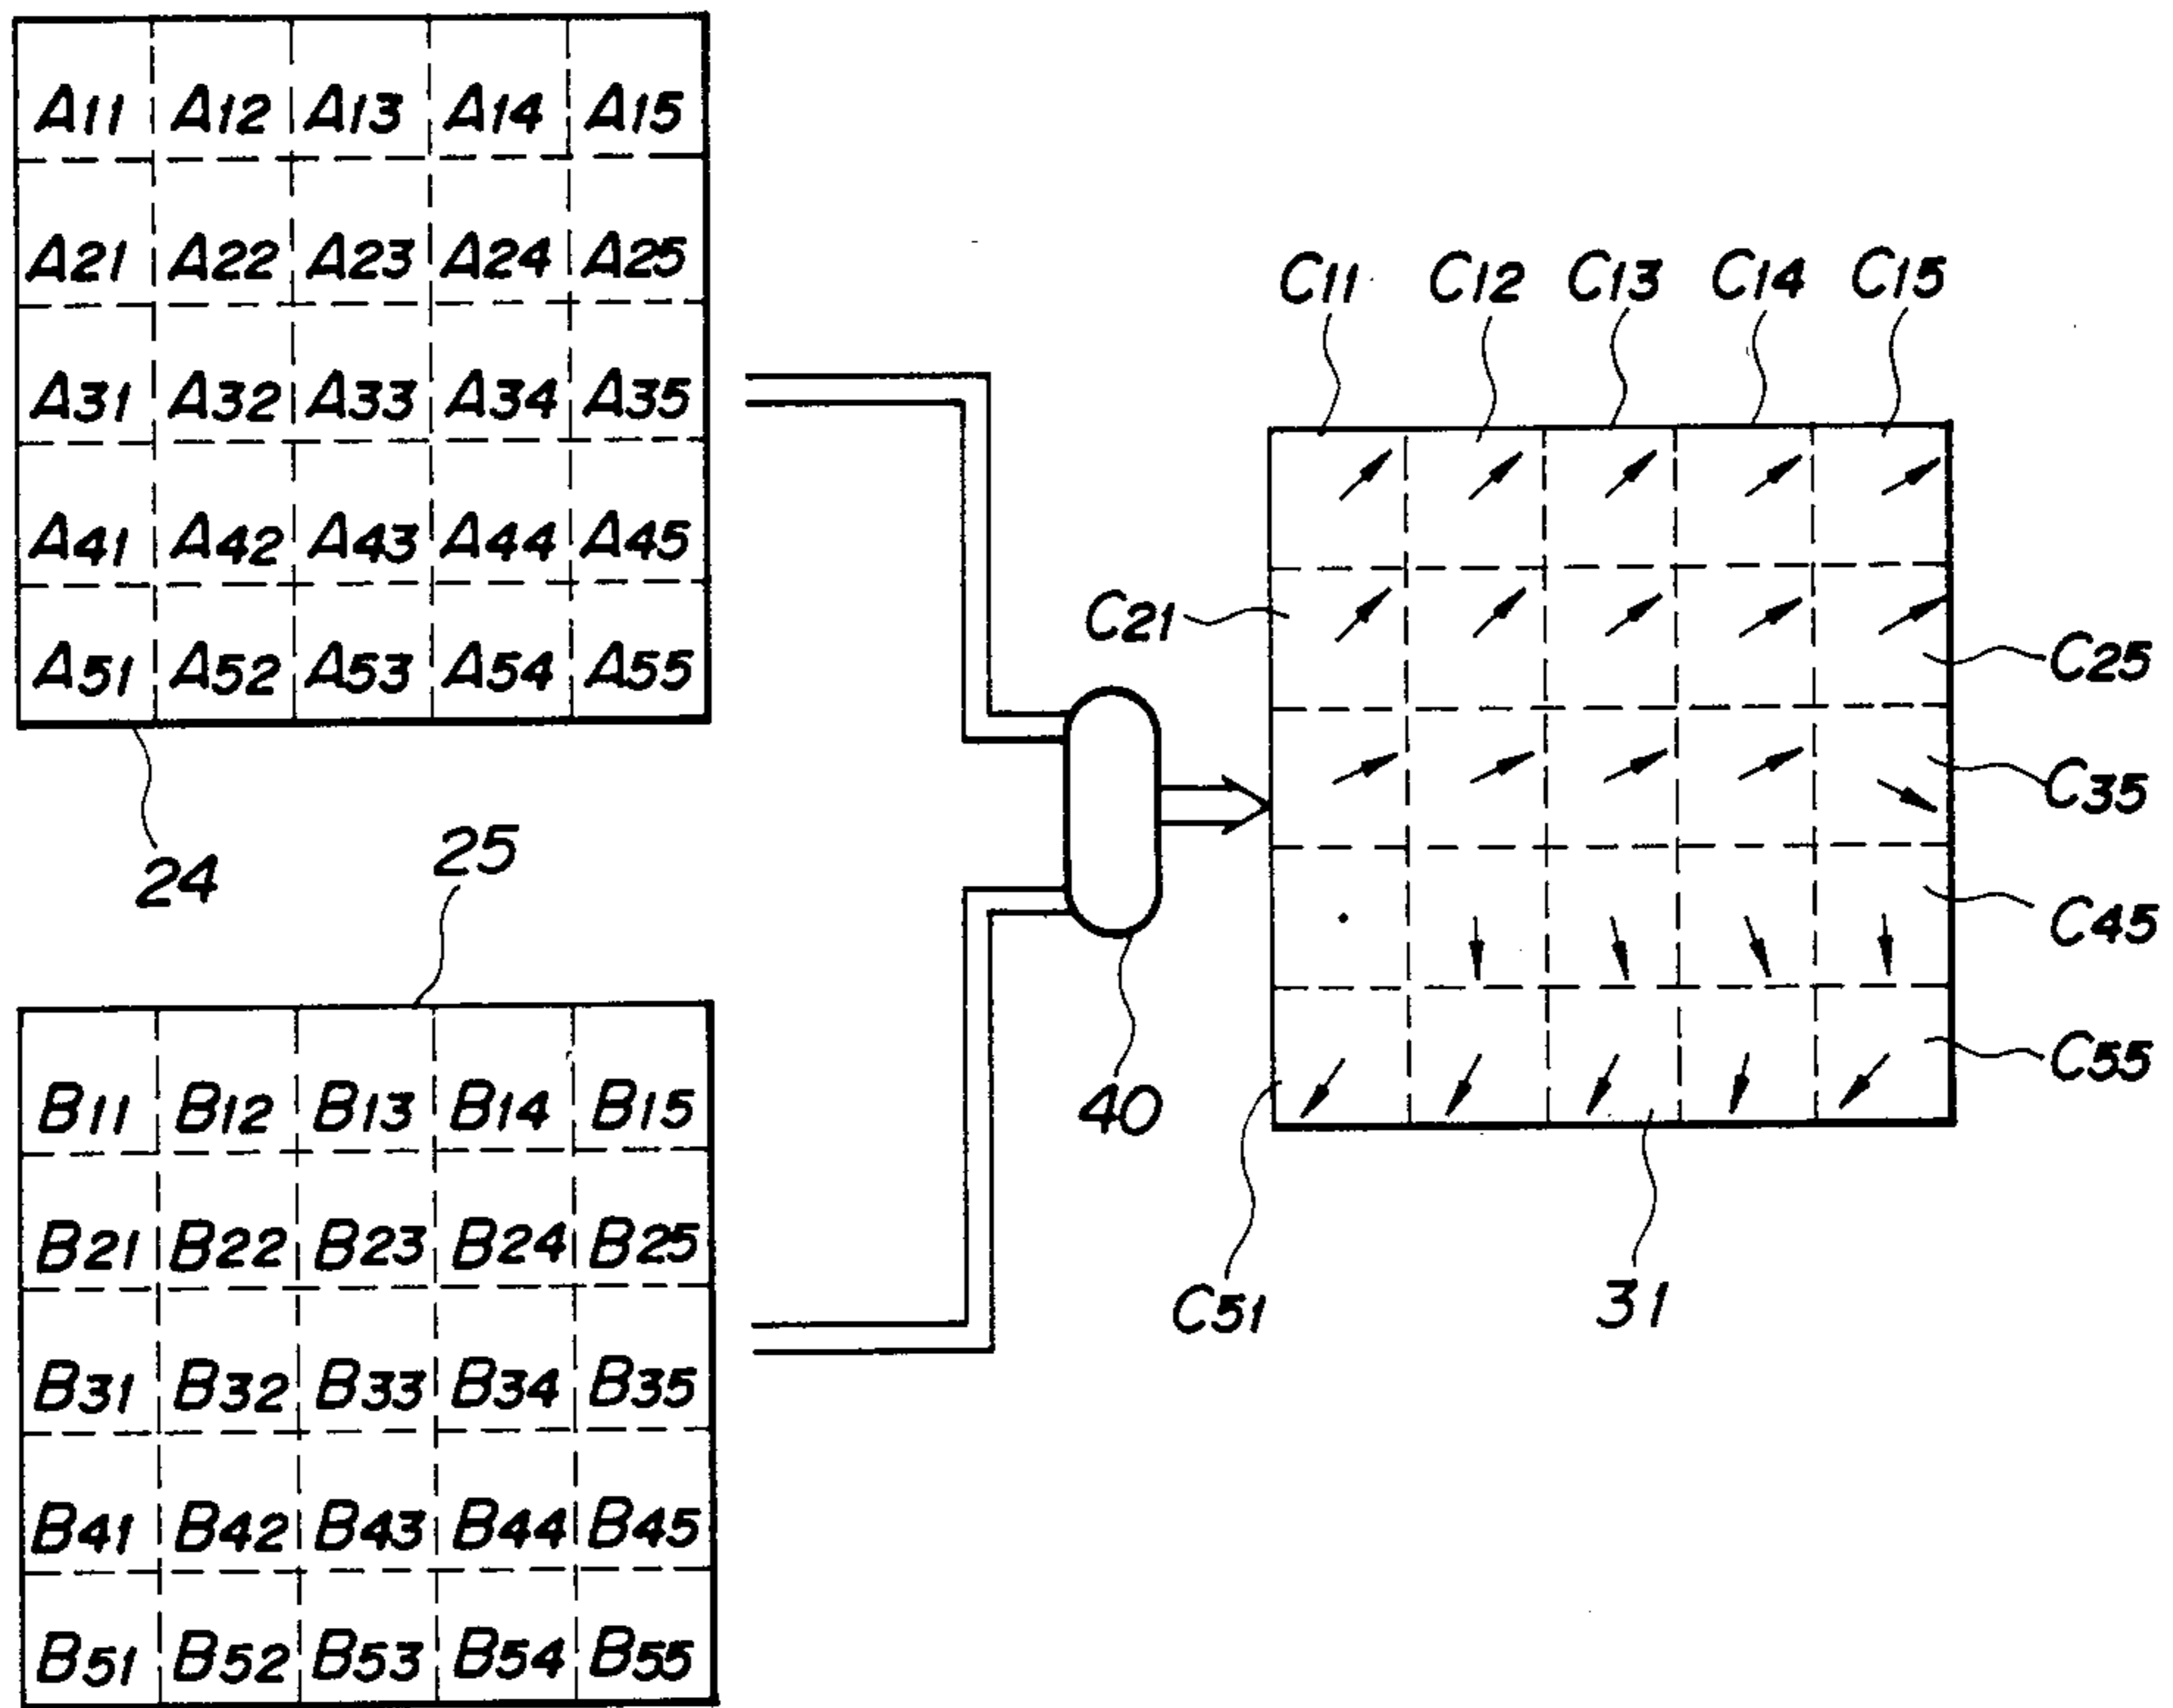 A11 A12 A13 A14 A15
A21 A22 A23 A24 A25
A31 A32 A33 A34 A35
A41 A42 A43 A44 A45
A51 A52 A53 A54 A55
24
25
B11 B12 B13 B14 B15
B21 B22 B23 B24 B25
B31 B32 B33 B34 B35
B41 B42 B43 B44 B45
B51 B52 B53 B54 B55
40
C11 C12 C13 C14 C15
C21
C25
C35
C45
C55
C51
31